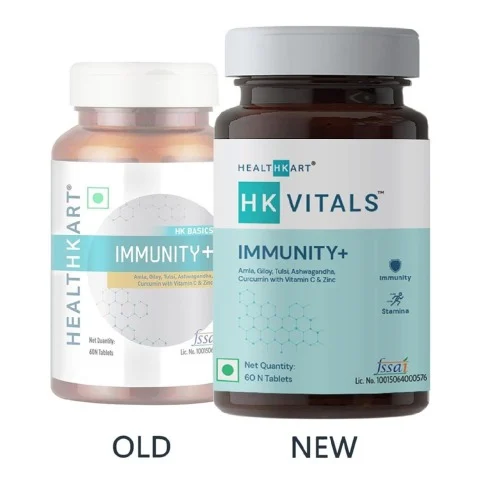 HEALTHKART®
HK BASICS
IMMUNITY+
Amla, Giloy, Tulsi, Ashwagandha,
Curcumin with Vitamin C & Zinc
Net Quantity:
60N Tablets
fssai
HEALTHKART®
HK VITALS™
IMMUNITY+
Amla, Giloy, Tulsi, Ashwagandha,
Curcumin with Vitamin C & Zinc
Immunity
Stamina
Net Quantity:
60 N Tablets
fssai
Lic. No. 10015064000576
OLD
NEW